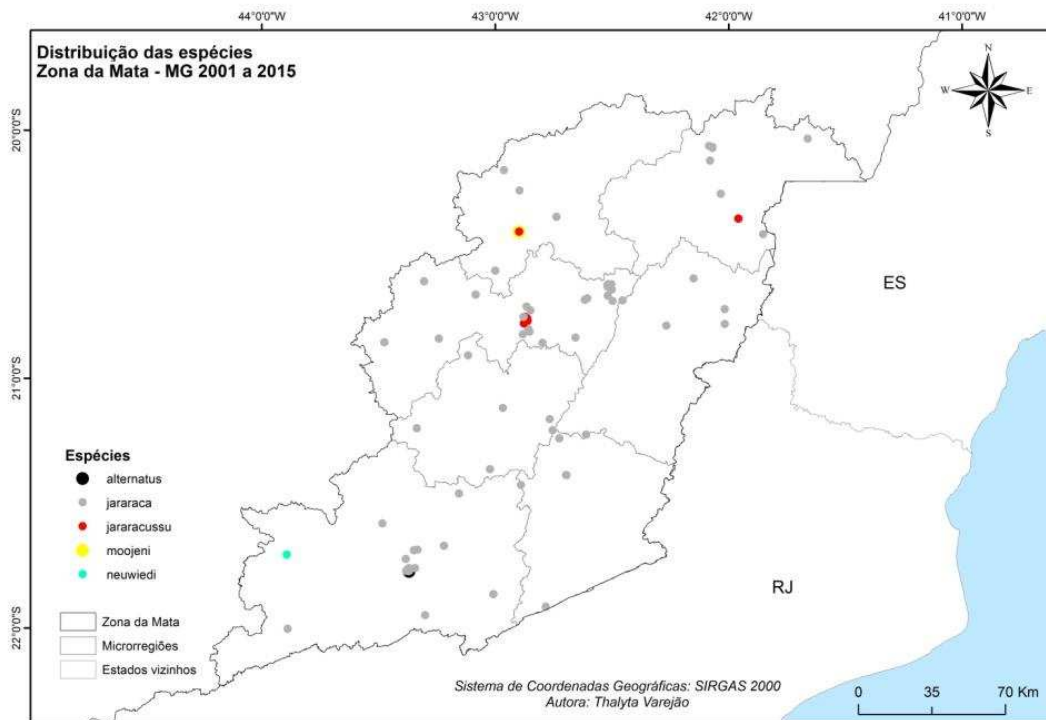 44°0'0"W 43°0'0"W 42°0'0"W 41°0'0"W
Distribuição das espécies
Zona da Mata - MG 2001 a 2015
N
W E
S
20°0'0"S
21°0'0"S
22°0'0"S
ES
RJ
Espécies
alternatus
jararaca
jararacussu
moojeni
neuwiedi
Zona da Mata
Microrregiões
Estados vizinhos
Sistema de Coordenadas Geográficas: SIRGAS 2000
Autora: Thalyta Varejão
0 35 70 Km